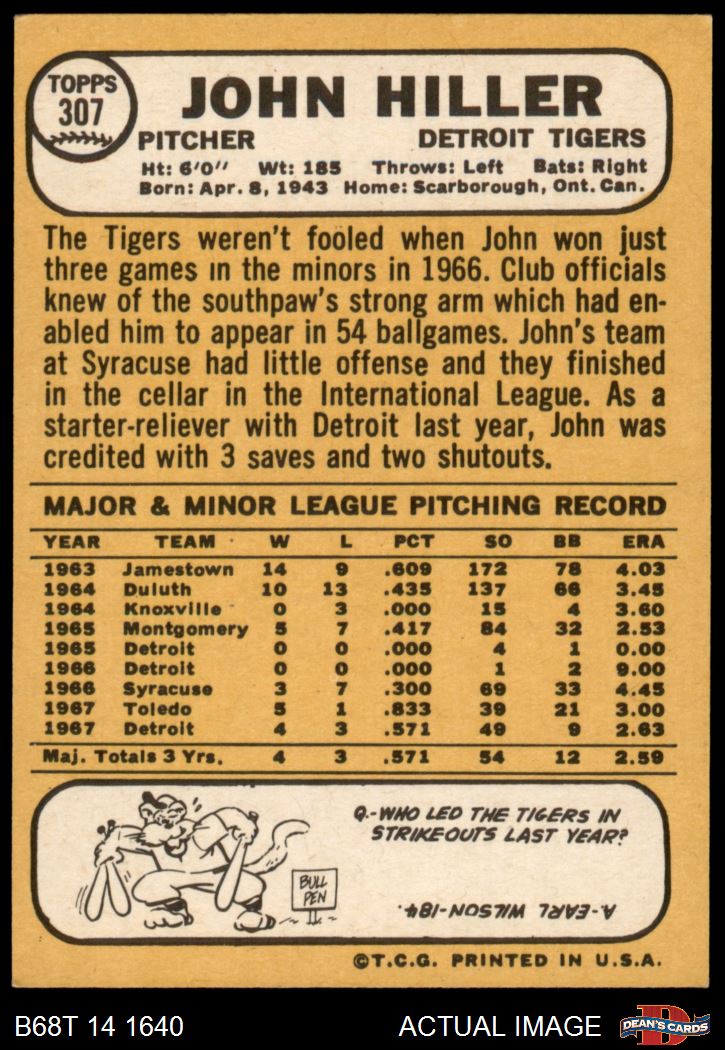 TOPPS
307
JOHN HILLER
PITCHER DETROIT TIGERS
Ht: 6'0" Wt: 185 Throws: Left Bats: Right
Born: Apr. 8, 1943 Home: Scarborough, Ont. Can.
The Tigers weren't fooled when John won just
three games in the minors in 1966. Club officials
knew of the southpaw's strong arm which had en-
abled him to appear in 54 ballgames. John's team
at Syracuse had little offense and they finished
in the cellar in the International League. As a
starter-reliever with Detroit last year, John was
credited with 3 saves and two shutouts.
MAJOR & MINOR LEAGUE PITCHING RECORD
YEAR TEAM W L PCT SO BB ERA
1963 Jamestown 14 9 .609 172 78 4.03
1964 Duluth 10 13 .435 137 66 3.45
1964 Knoxville 0 3 .000 15 4 3.60
1965 Montgomery 5 7 .417 84 32 2.53
1965 Detroit 0 0 .000 4 1 0.00
1966 Detroit 0 0 .000 1 2 9.00
1966 Syracuse 3 7 .300 69 33 4.45
1967 Toledo 5 1 .833 39 21 3.00
1967 Detroit 4 3 .571 49 9 2.63
Maj. Totals 3 Yrs. 4 3 .571 54 12 2.59
Q.-WHO LED THE TIGERS IN
STRIKEOUTS LAST YEAR?
BULL
PEN
A-EARL WILSON-184.
©T.C.G. PRINTED IN U.S.A.
B68T 14 1640 ACTUAL IMAGE
D
DEAN'S CARDS